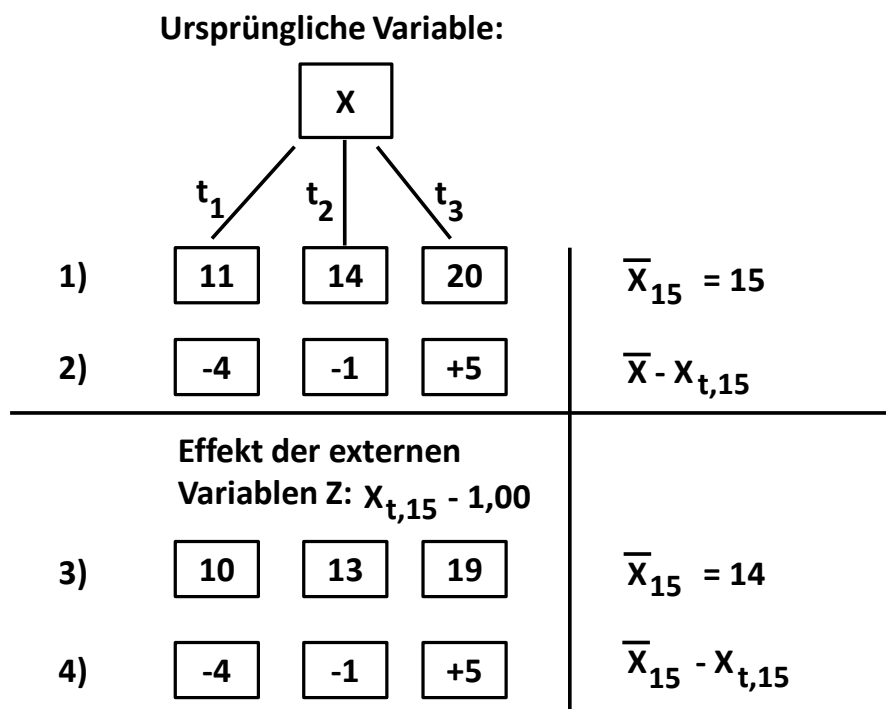 Ursprüngliche Variable:
X
t1 t2 t3
1) 11 14 20 X̅15 = 15
2) -4 -1 +5 X̅ - Xt,15
Effekt der externen
Variablen Z: Xt,15 - 1,00
3) 10 13 19 X̅15 = 14
4) -4 -1 +5 X̅15 - Xt,15